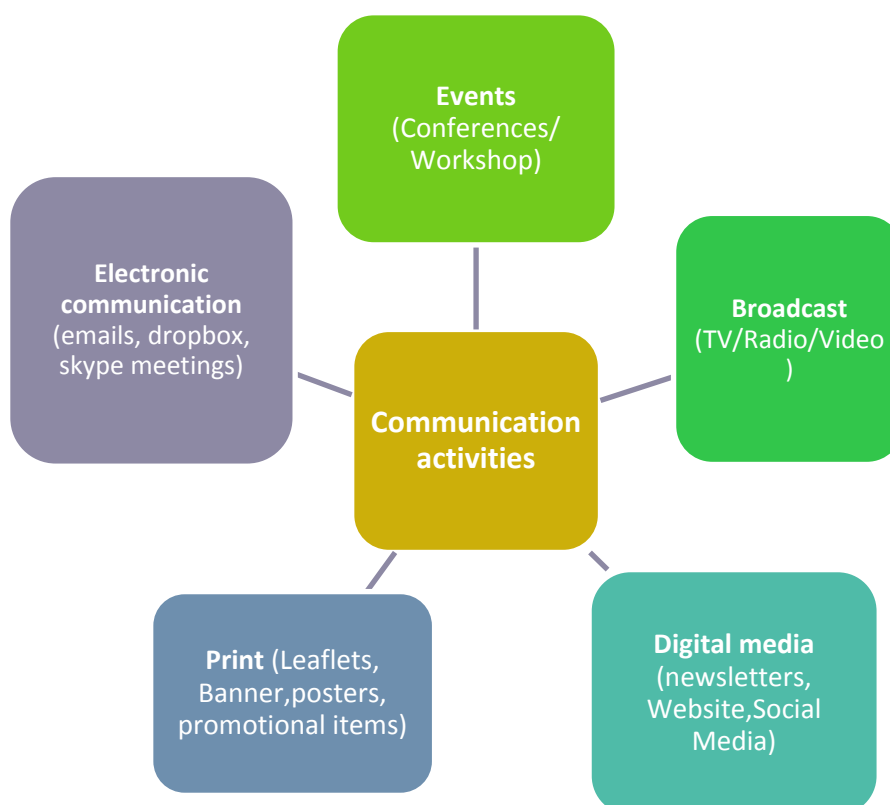 Events
(Conferences/
Workshop)
Electronic
communication
(emails, dropbox,
skype meetings)
Broadcast
(TV/Radio/Video
)
Communication
activities
Print (Leaflets,
Banner,posters,
promotional items)
Digital media
(newsletters,
Website,Social
Media)